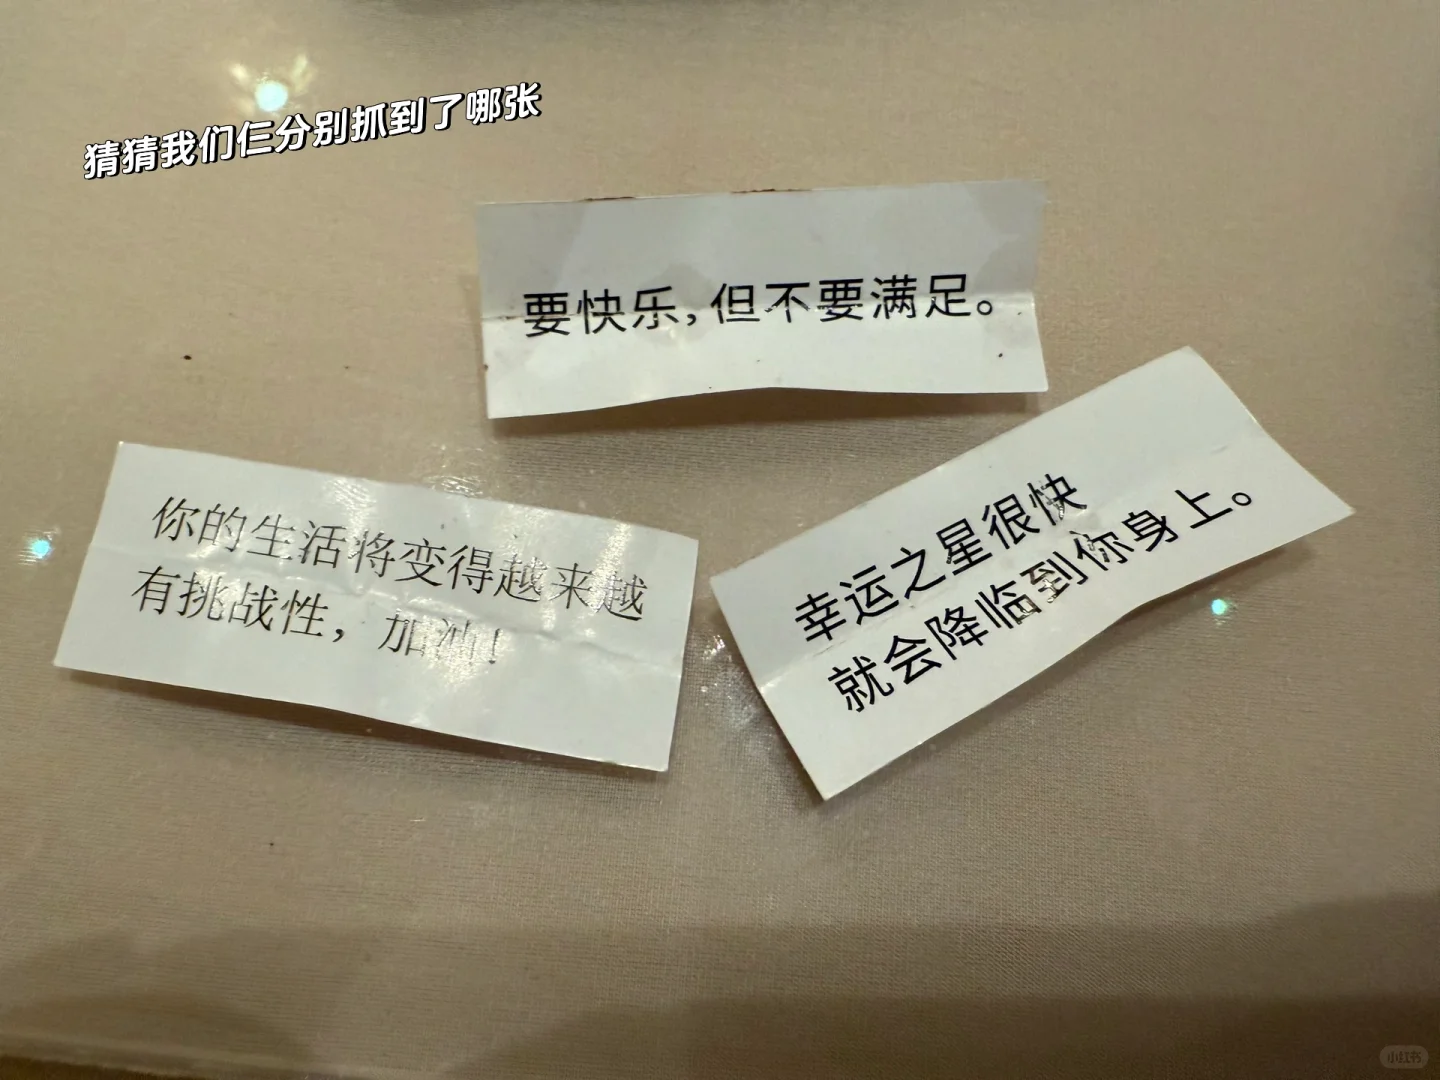 猜猜我们仨分别抓到了哪张
要快乐,但不要满足。
你的生活将变得越来越
有挑战性，加油!
幸运之星很快
就会降临到你身上。
小红书